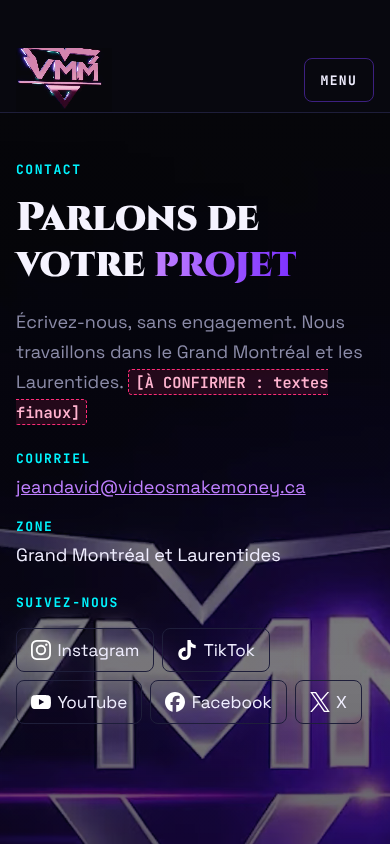 VMM
MENU
CONTACT
PARLONS DE
VOTRE PROJET
Écrivez-nous, sans engagement. Nous
travaillons dans le Grand Montréal et les
Laurentides. [À CONFIRMER : textes
finaux]
COURRIEL
jeandavid@videosmakemoney.ca
ZONE
Grand Montréal et Laurentides
SUIVEZ-NOUS
Instagram TikTok
YouTube Facebook X